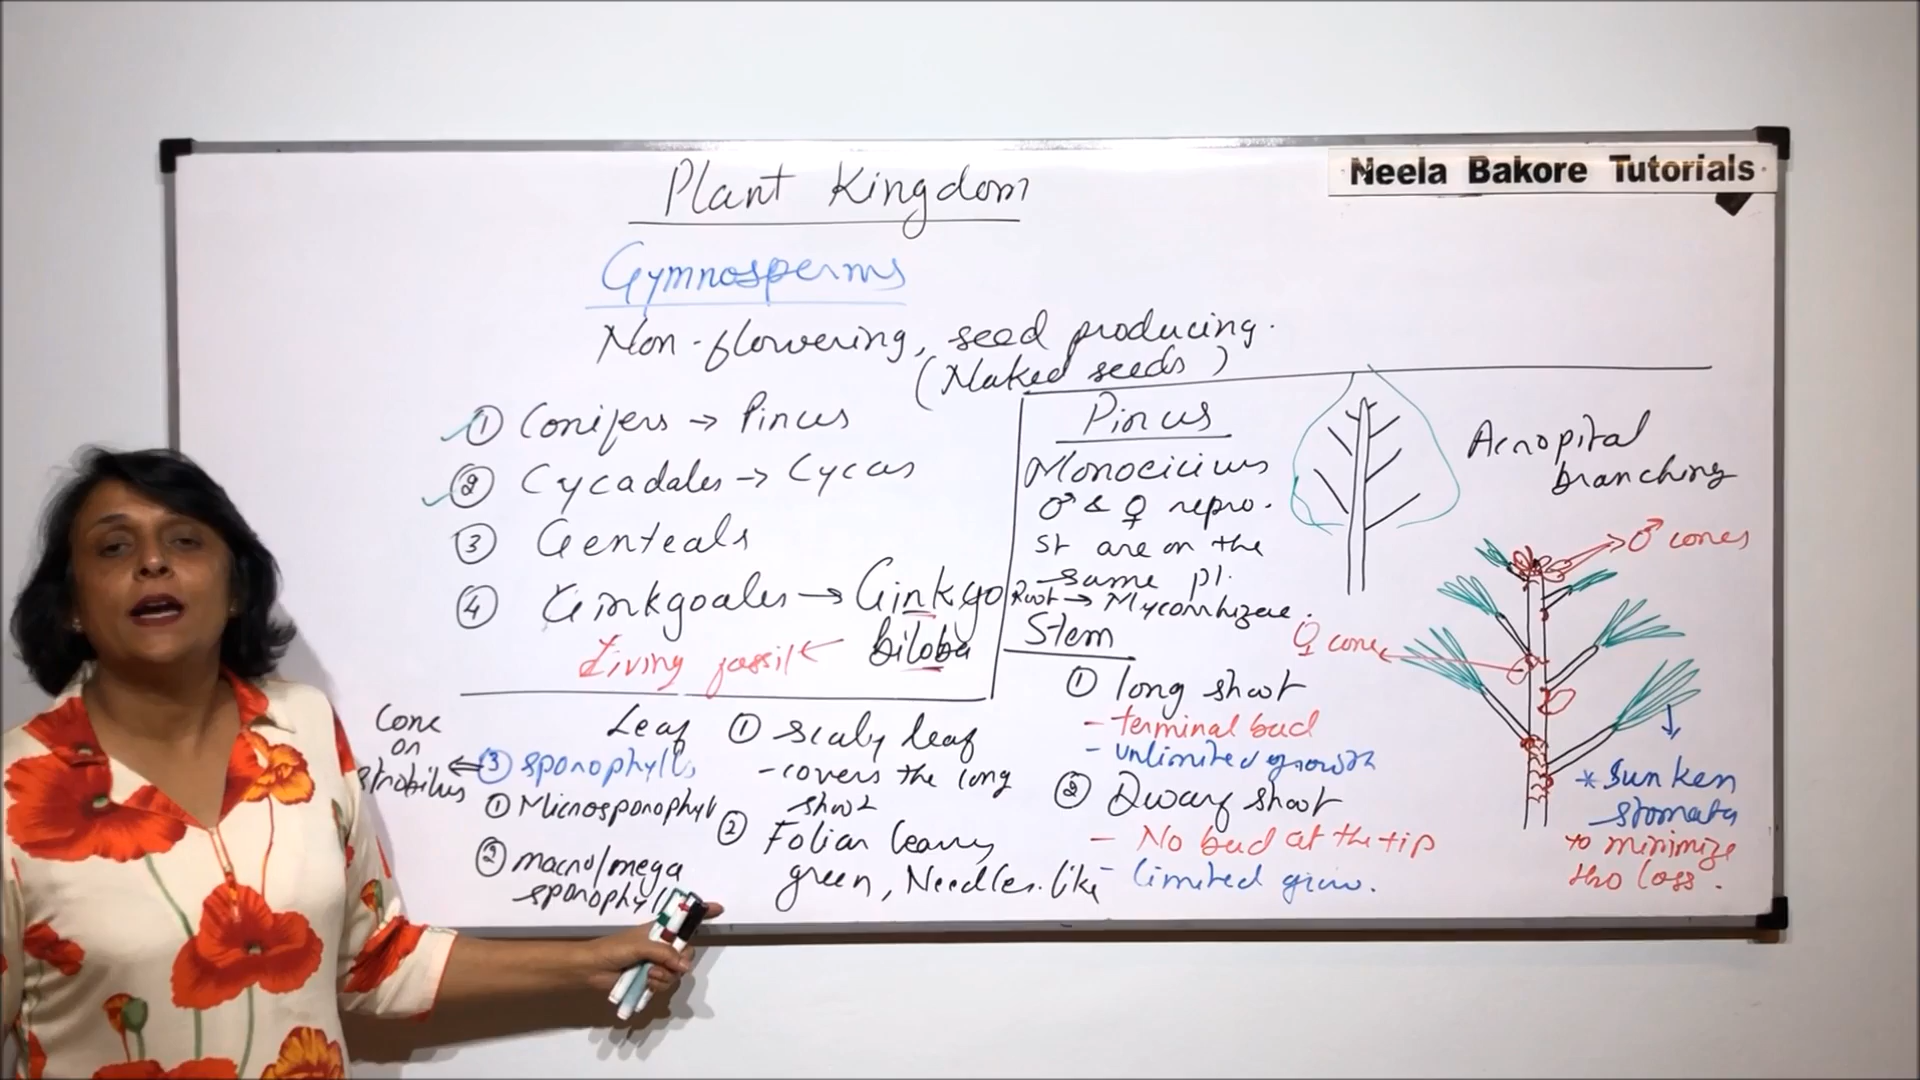 Neela Bakore Tutorials
Plant Kingdom
Gymnosperms
Non-flowering, seed producing.
(Naked seeds)
① Conifers → Pinus
② Cycadales → Cycas
③ Genteals
④ Ginkgoales → Ginkgo
biloba
Living fossil ←
Pinus
Monocicius
♂ & ♀ repro.
st are on the
same pl.
Root → Mycorrhizae.
Stem
① long shoot
- terminal bud
- unlimited growth
② Dwarf shoot
- No bud at the tip
- limited grow.
Acropital
branching
♂ cones
♀ cone
* Sunken
stomata
to minimize
H2O loss.
Leaf
① scaly leaf
- covers the long
shoot
② Foliar leaves
green, Needles like
③ sporophylls
Cone
or
strobilus
① Microsporophyll
② macro/mega
sporophyll